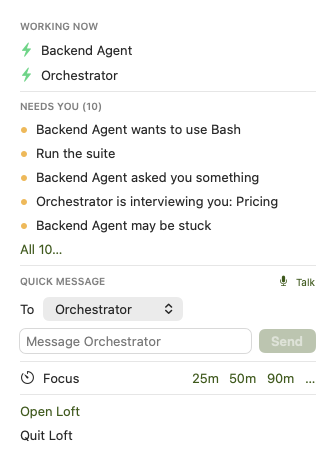 WORKING NOW
Backend Agent
Orchestrator
NEEDS YOU (10)
Backend Agent wants to use Bash
Run the suite
Backend Agent asked you something
Orchestrator is interviewing you: Pricing
Backend Agent may be stuck
All 10...
QUICK MESSAGE Talk
To Orchestrator
Message Orchestrator Send
Focus 25m 50m 90m ...
Open Loft
Quit Loft